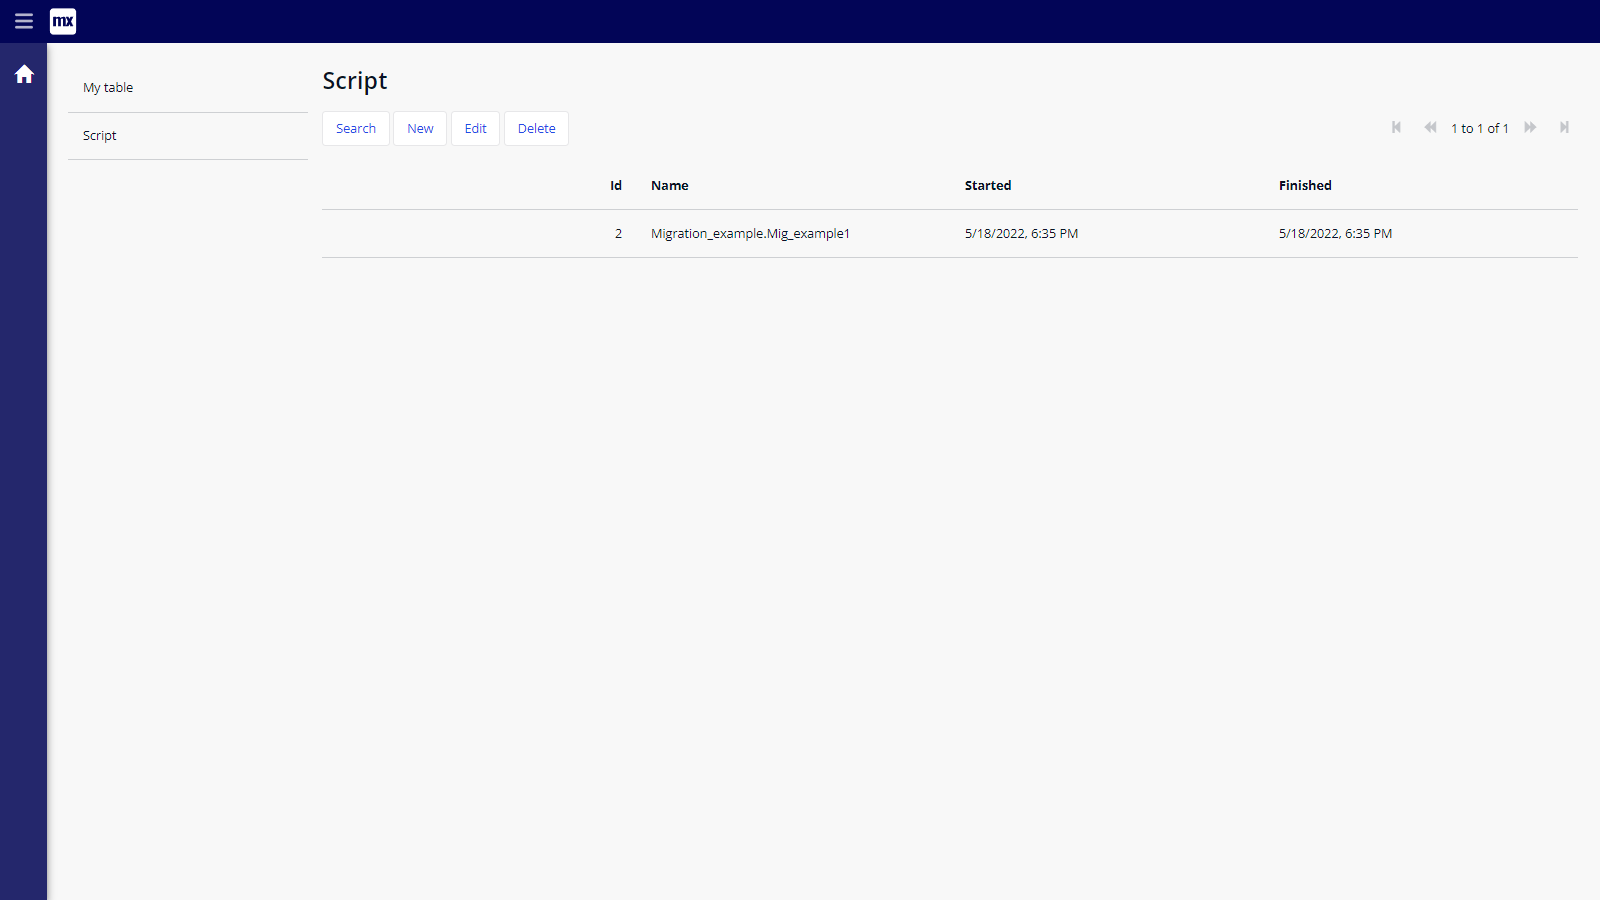 mx
My table
Script
Script
Search New Edit Delete
1 to 1 of 1
Id Name Started Finished
2 Migration_example.Mig_example1 5/18/2022, 6:35 PM 5/18/2022, 6:35 PM